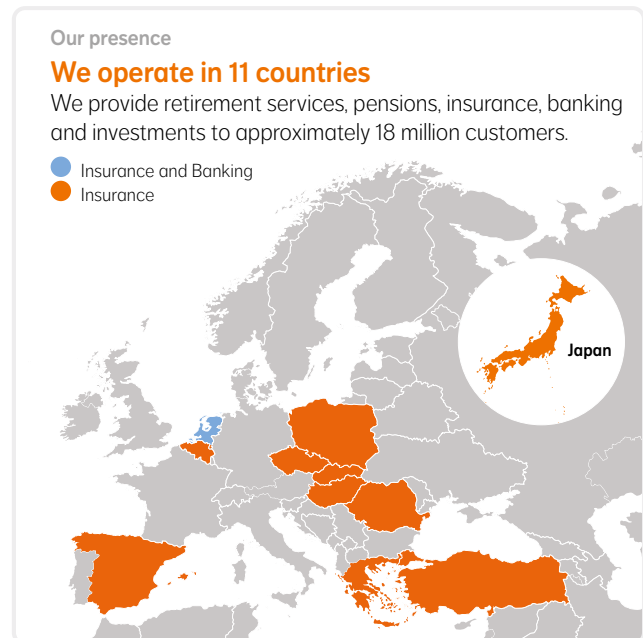 Our presence
We operate in 11 countries
We provide retirement services, pensions, insurance, banking
and investments to approximately 18 million customers.
Insurance and Banking
Insurance
Japan